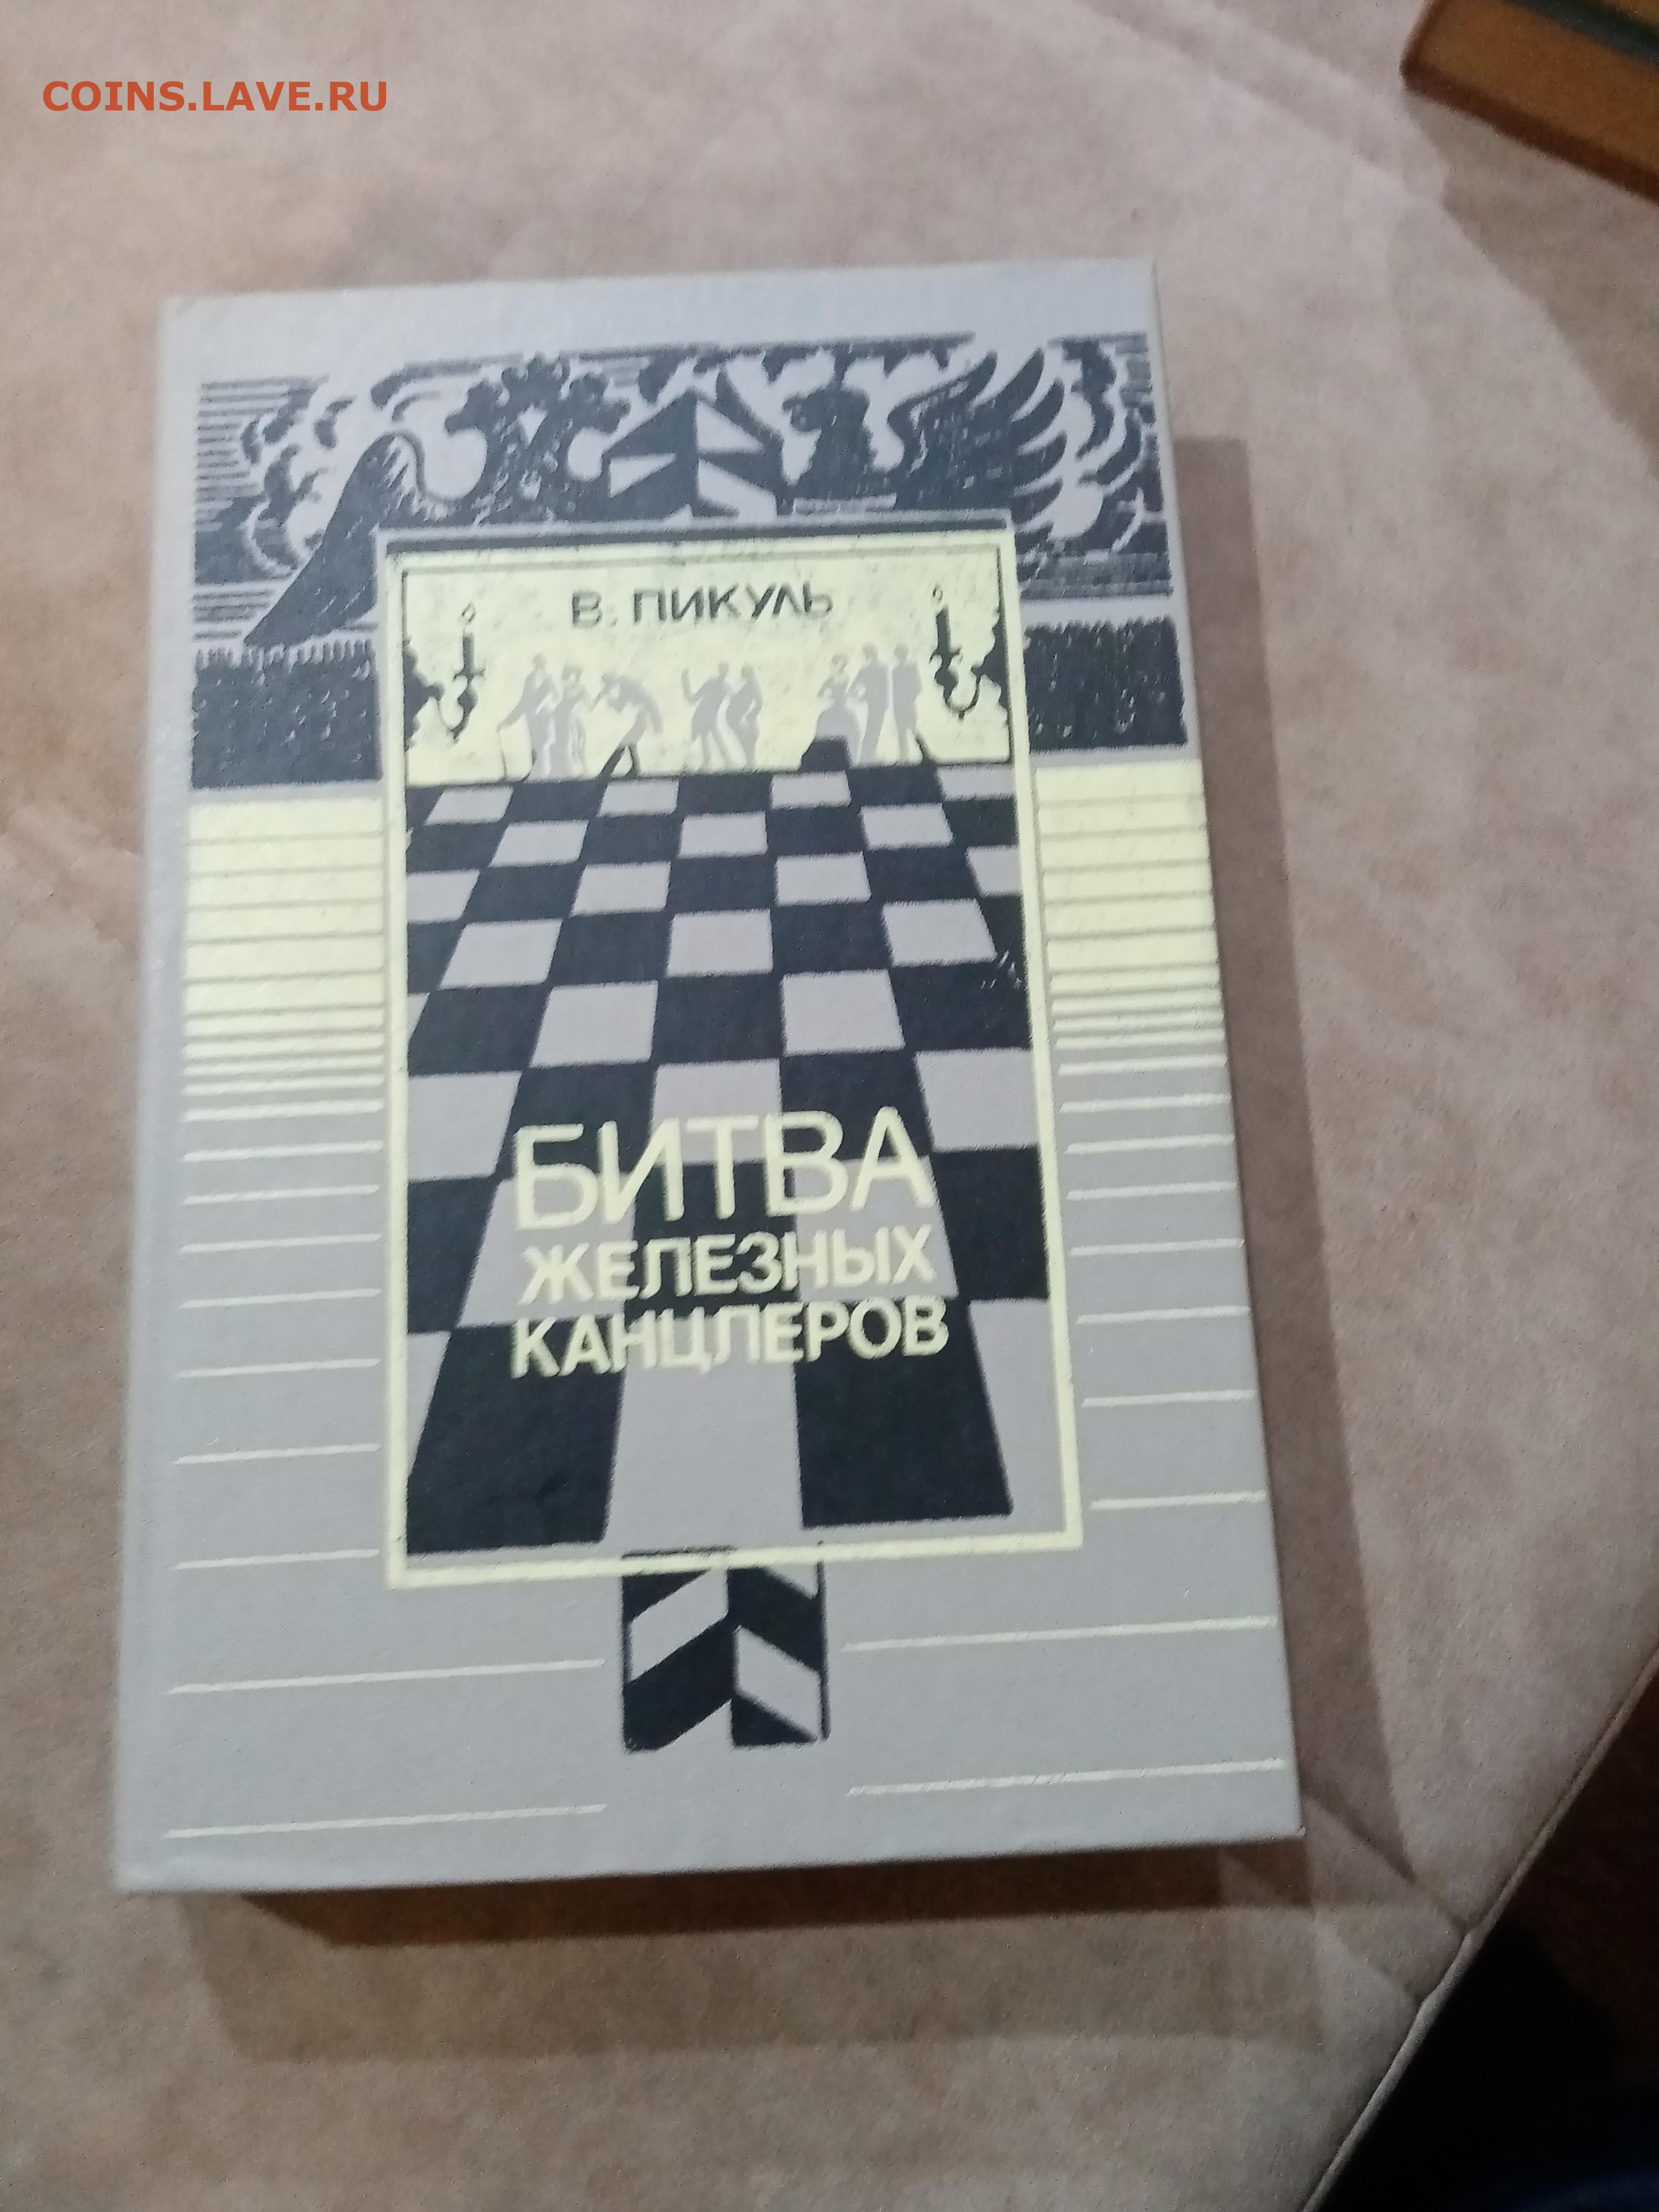 COINS.LAVE.RU
В. ПИКУЛЬ
БИТВА
ЖЕЛЕЗНЫХ
КАНЦЛЕРОВ